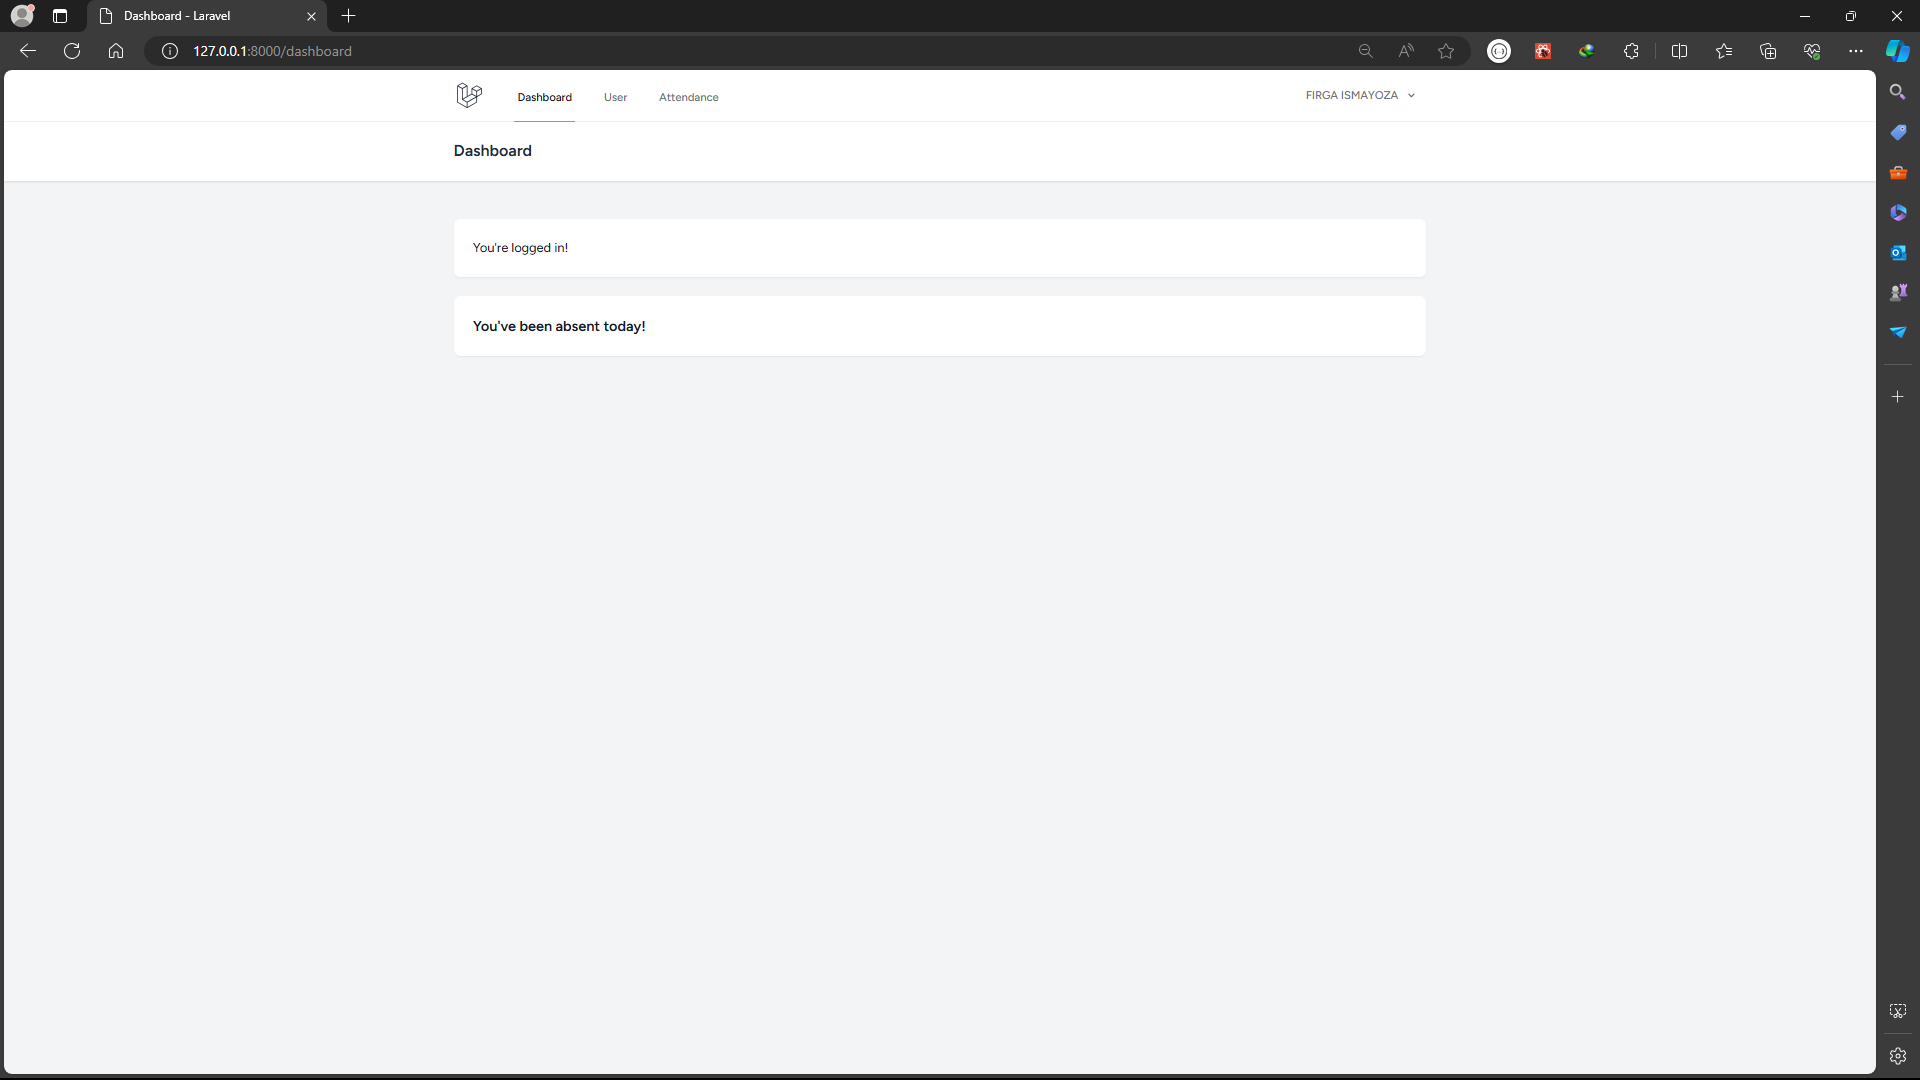 Dashboard - Laravel
127.0.0.1:8000/dashboard
Dashboard User Attendance FIRGA ISMAYOZA
Dashboard
You're logged in!
You've been absent today!